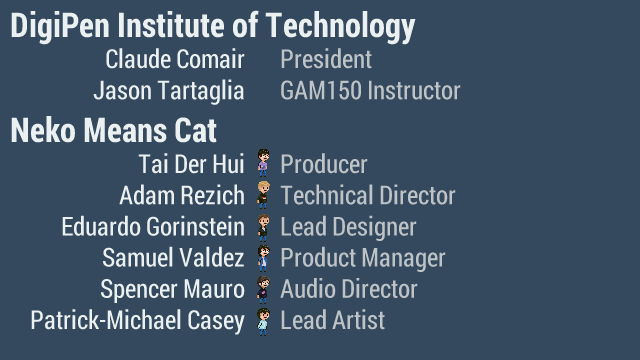 DigiPen Institute of Technology
Claude Comair President
Jason Tartaglia GAM150 Instructor
Neko Means Cat
Tai Der Hui Producer
Adam Rezich Technical Director
Eduardo Gorinstein Lead Designer
Samuel Valdez Product Manager
Spencer Mauro Audio Director
Patrick-Michael Casey Lead Artist